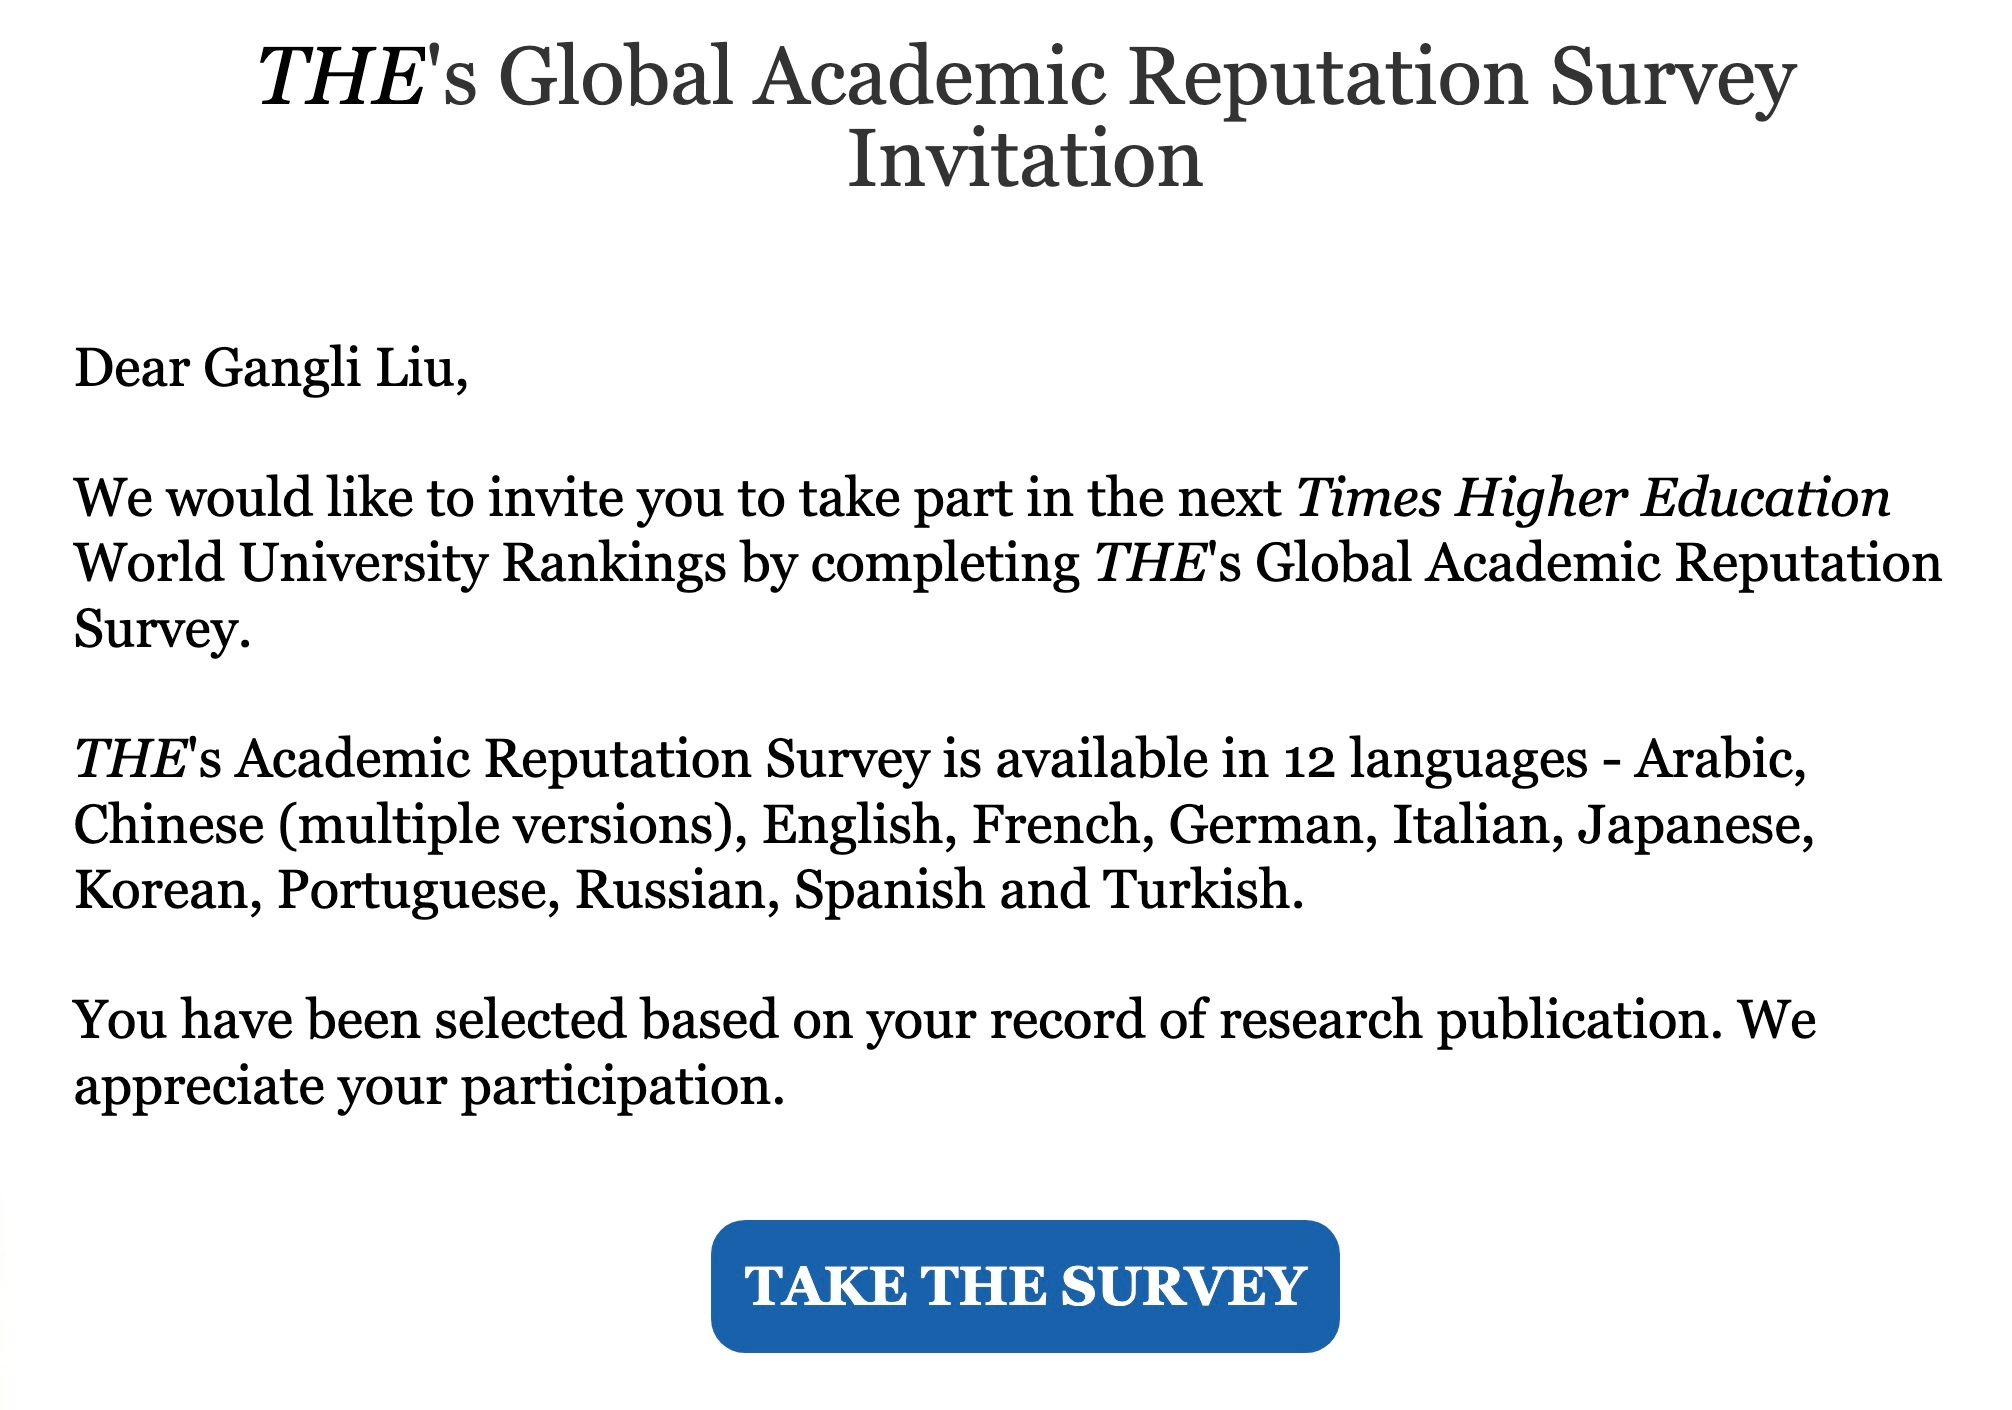 THE's Global Academic Reputation Survey
Invitation
Dear Gangli Liu,
We would like to invite you to take part in the next Times Higher Education
World University Rankings by completing THE's Global Academic Reputation
Survey.
THE's Academic Reputation Survey is available in 12 languages - Arabic,
Chinese (multiple versions), English, French, German, Italian, Japanese,
Korean, Portuguese, Russian, Spanish and Turkish.
You have been selected based on your record of research publication. We
appreciate your participation.
TAKE THE SURVEY